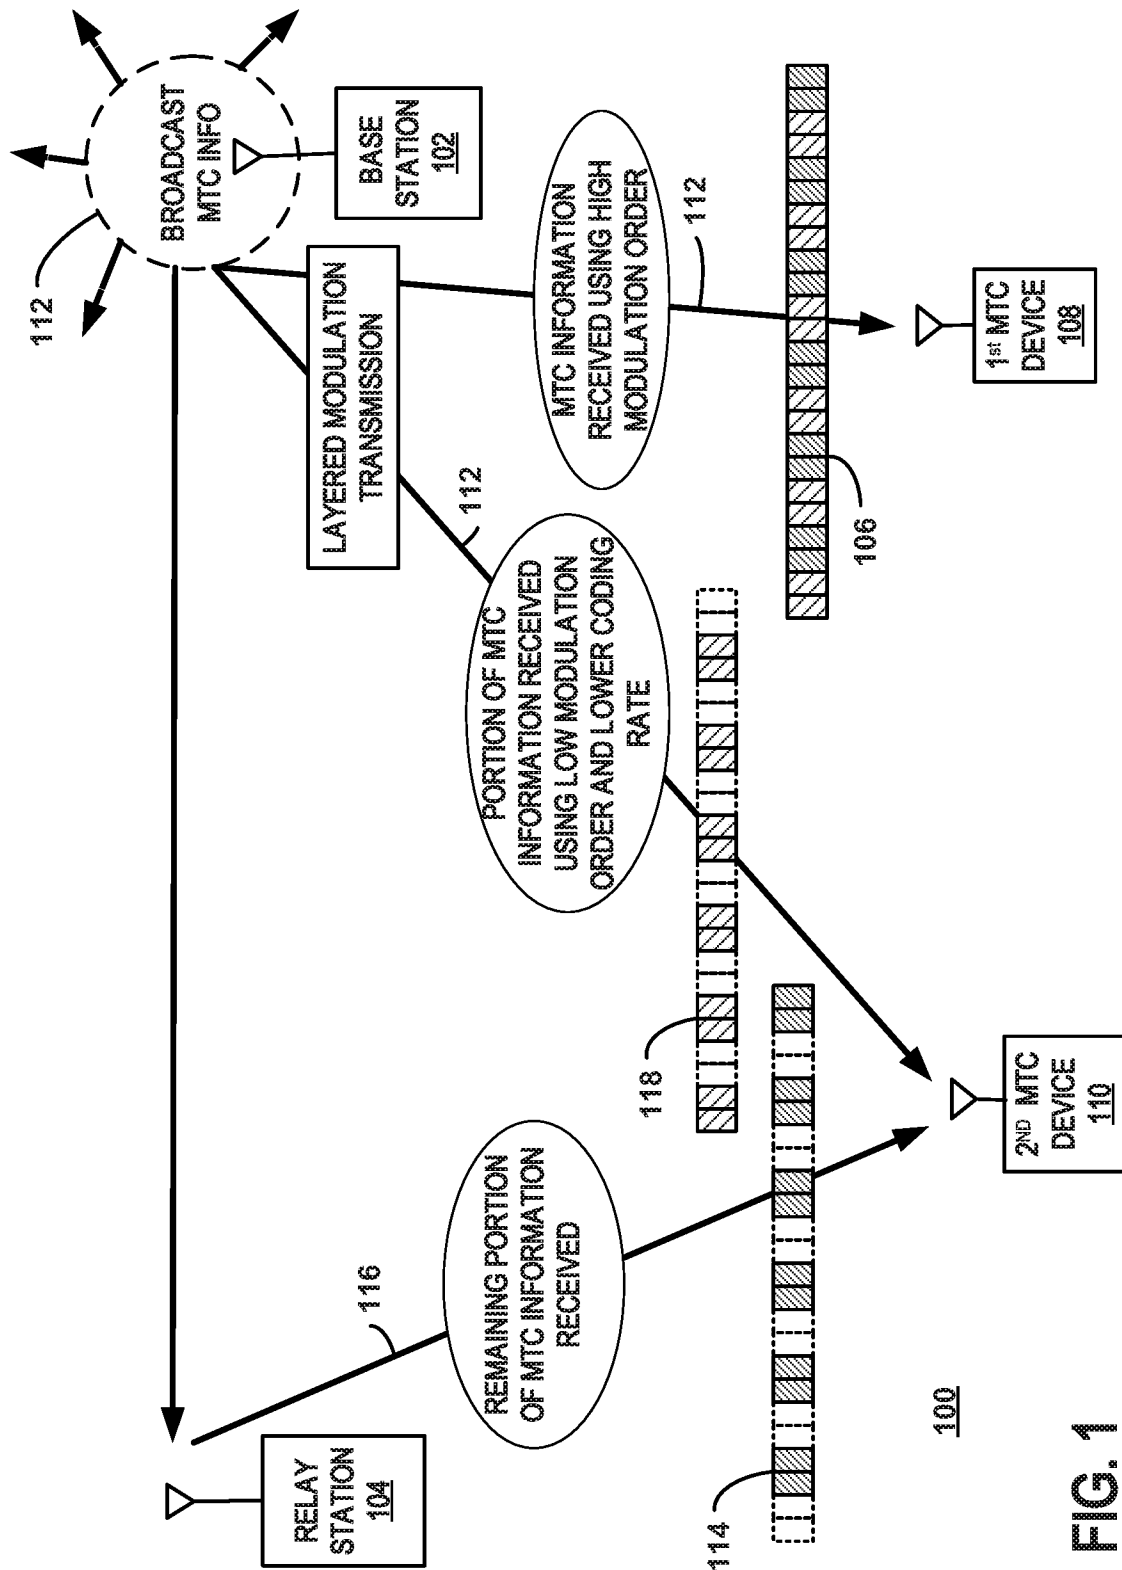 112
BROADCAST
MTC INFO
BASE
STATION
102
LAYERED MODULATION
TRANSMISSION
112
MTC INFORMATION
RECEIVED USING HIGH
MODULATION ORDER
112
PORTION OF MTC
INFORMATION RECEIVED
USING LOW MODULATION
ORDER AND LOWER CODING
RATE
106
1st MTC
DEVICE
108
RELAY
STATION
104
116
REMAINING PORTION
OF MTC INFORMATION
RECEIVED
118
114
2ND MTC
DEVICE
110
100
FIG. 1